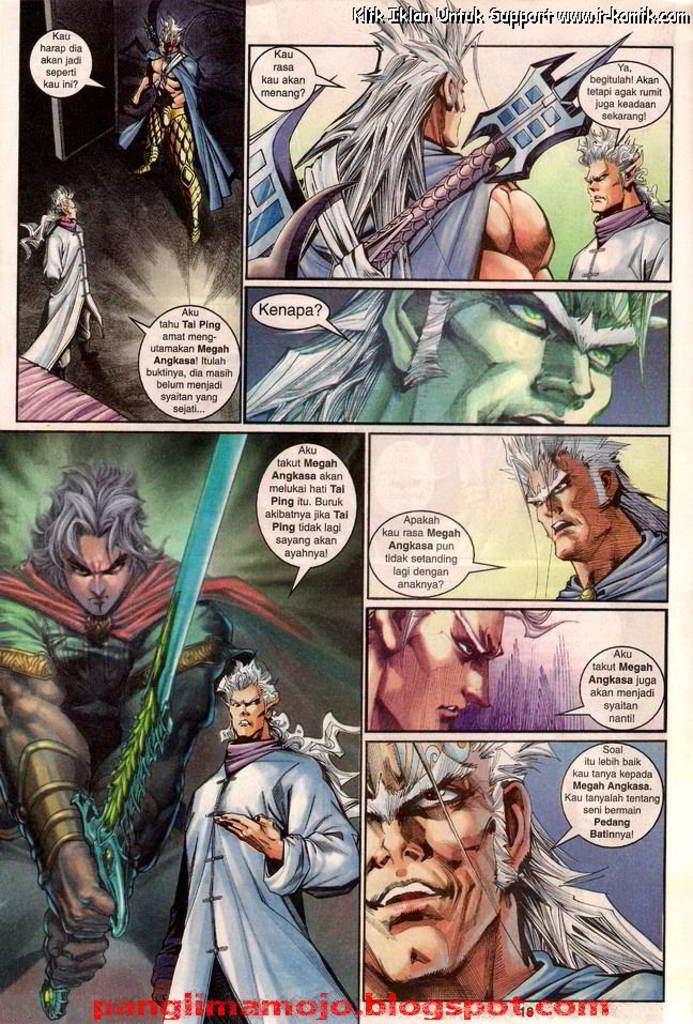 Klik Iklan Untuk Support www.ir-komik.com
Kau
harap dia
akan jadi
seperti
kau ini?
Aku
tahu Tai Ping
amat meng-
utamakan Megah
Angkasa! Itulah
buktinya, dia masih
belum menjadi
syaitan yang
sejati...
Kau
rasa
kau akan
menang?
Ya,
begitulah! Akan
tetapi agak rumit
juga keadaan
sekarang!
Kenapa?
Aku
takut Megah
Angkasa akan
melukai hati Tai
Ping itu. Buruk
akibatnya jika Tai
Ping tidak lagi
sayang akan
ayahnya!
Apakah
kau rasa Megah
Angkasa pun
tidak setanding
lagi dengan
anaknya?
Aku
takut Megah
Angkasa juga
akan menjadi
syaitan
nanti!
Soal
itu lebih baik
kau tanya kepada
Megah Angkasa.
Kau tanyalah tentang
seni bermain
Pedang
Batinnya!
panglimamojo.blogspot.com